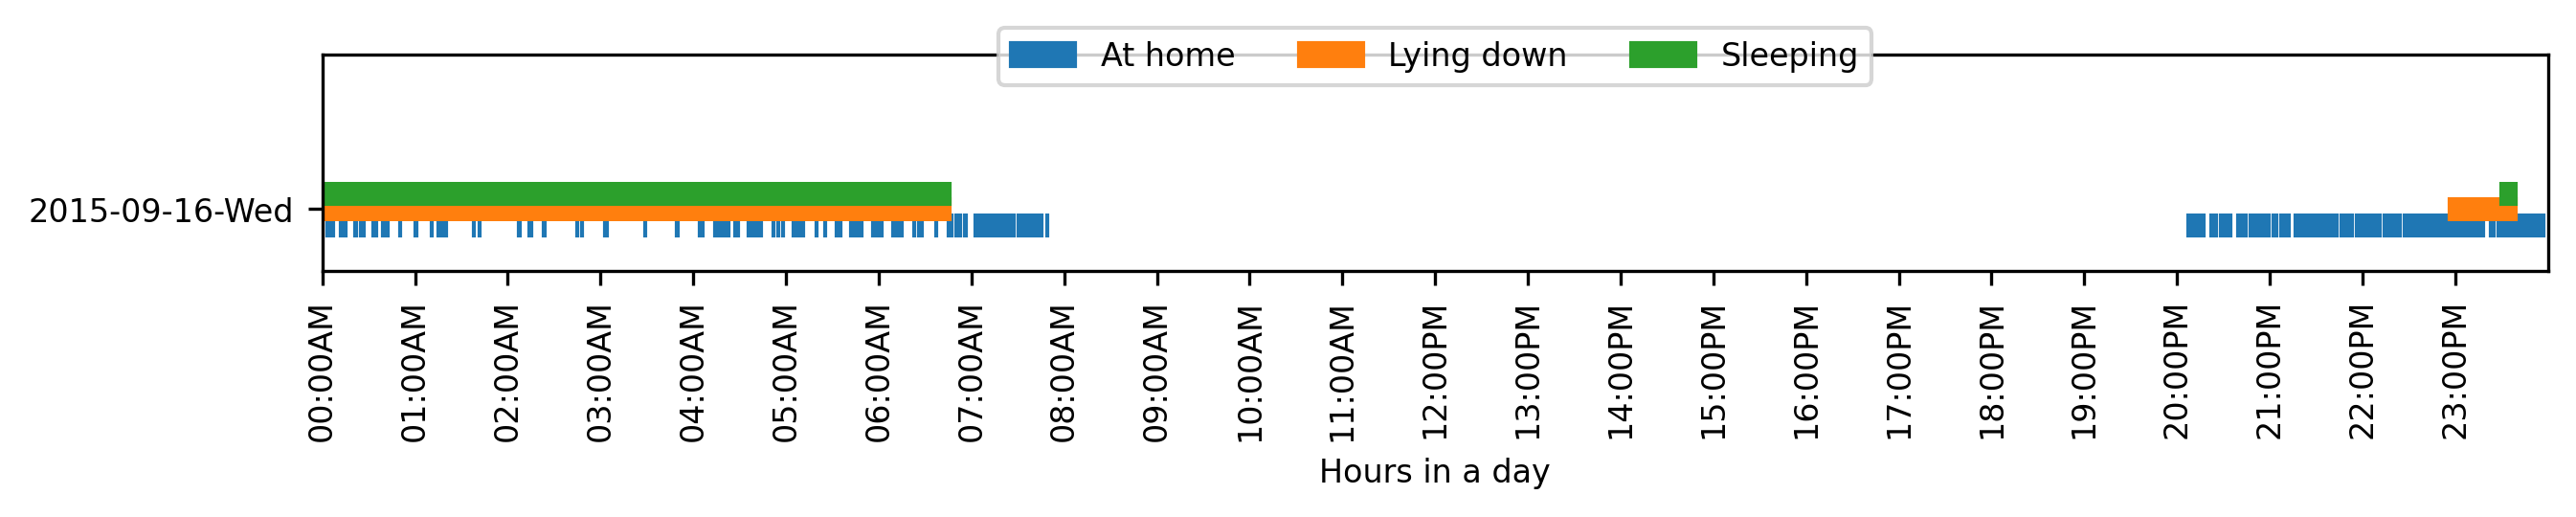 At home Lying down Sleeping
2015-09-16-Wed
00:00AM 01:00AM 02:00AM 03:00AM 04:00AM 05:00AM 06:00AM 07:00AM 08:00AM 09:00AM 10:00AM 11:00AM 12:00PM 13:00PM 14:00PM 15:00PM 16:00PM 17:00PM 18:00PM 19:00PM 20:00PM 21:00PM 22:00PM 23:00PM
Hours in a day